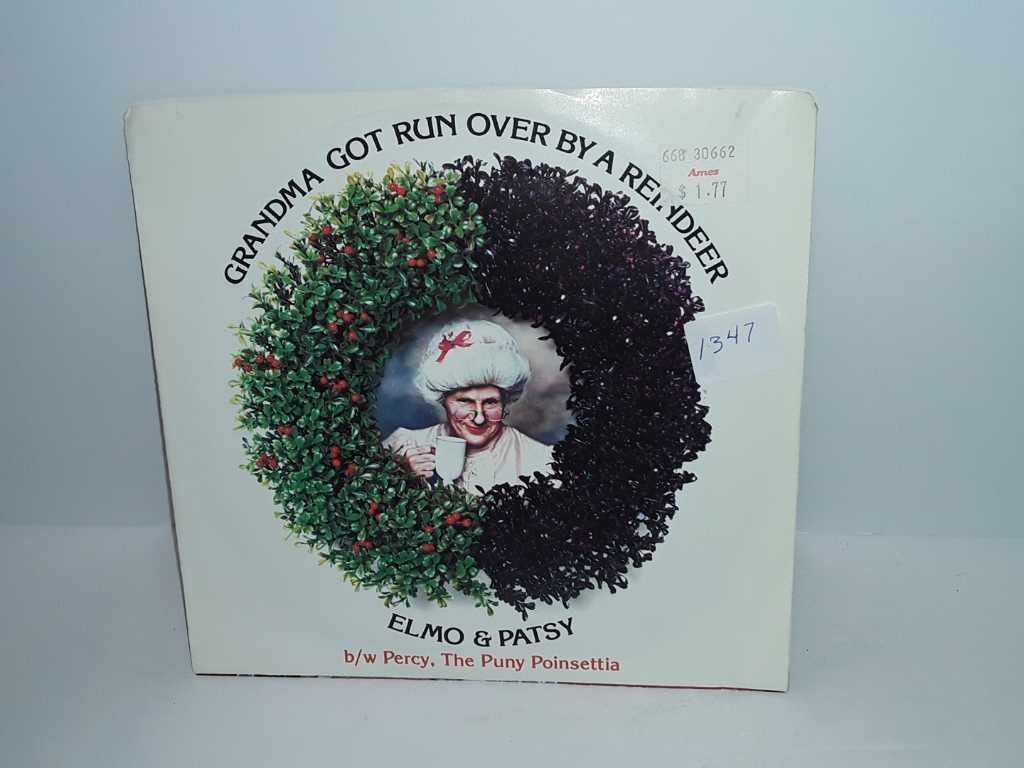 GRANDMA GOT RUN OVER BY A REINDEER
668 30662
Ames
$ 1.77
1347
ELMO & PATSY
b/w Percy, The Puny Poinsettia